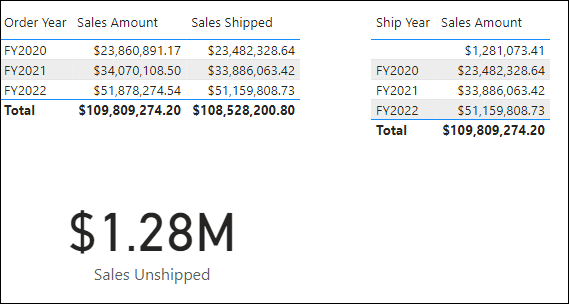 Order Year Sales Amount Sales Shipped
FY2020 $23,860,891.17 $23,482,328.64
FY2021 $34,070,108.50 $33,886,063.42
FY2022 $51,878,274.54 $51,159,808.73
Total $109,809,274.20 $108,528,200.80
Ship Year Sales Amount
$1,281,073.41
FY2020 $23,482,328.64
FY2021 $33,886,063.42
FY2022 $51,159,808.73
Total $109,809,274.20
$1.28M
Sales Unshipped